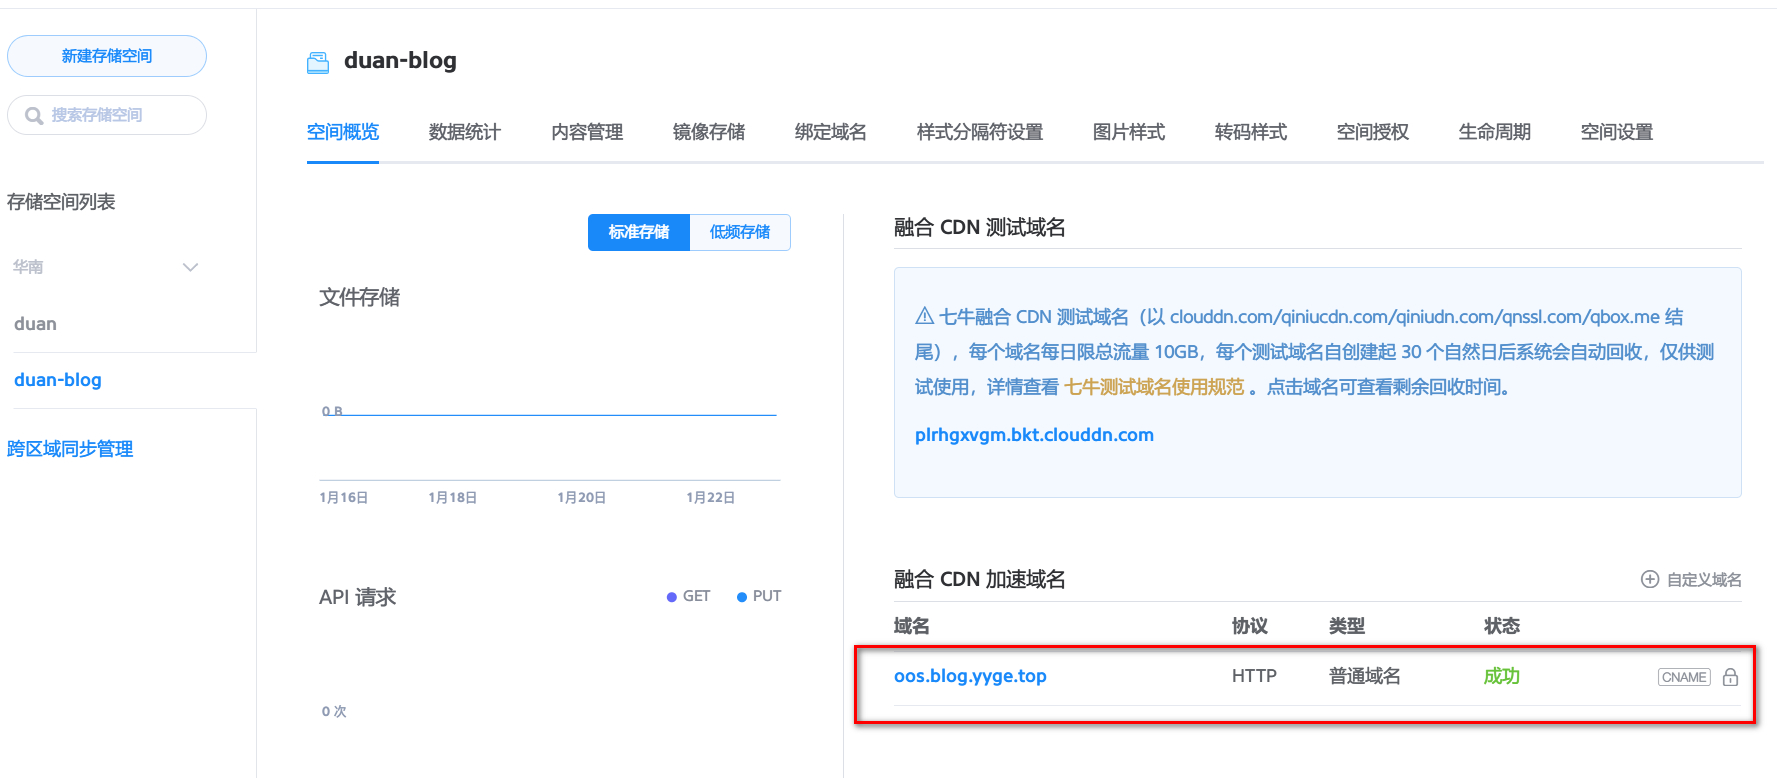 新建存储空间
搜索存储空间
存储空间列表
华南
duan
duan-blog
跨区域同步管理
duan-blog
空间概览 数据统计 内容管理 镜像存储 绑定域名 样式分隔符设置 图片样式 转码样式 空间授权 生命周期 空间设置
标准存储 低频存储
文件存储
0 B
1月16日 1月18日 1月20日 1月22日
API 请求 GET PUT
0 次
融合 CDN 测试域名
七牛融合 CDN 测试域名（以 clouddn.com/qiniucdn.com/qiniudn.com/qnssl.com/qbox.me 结
尾），每个域名每日限总流量 10GB，每个测试域名自创建起 30 个自然日后系统会自动回收，仅供测
试使用，详情查看 七牛测试域名使用规范 。点击域名可查看剩余回收时间。
plrhgxvgm.bkt.clouddn.com
融合 CDN 加速域名 自定义域名
域名 协议 类型 状态
oos.blog.yyge.top HTTP 普通域名 成功 CNAME